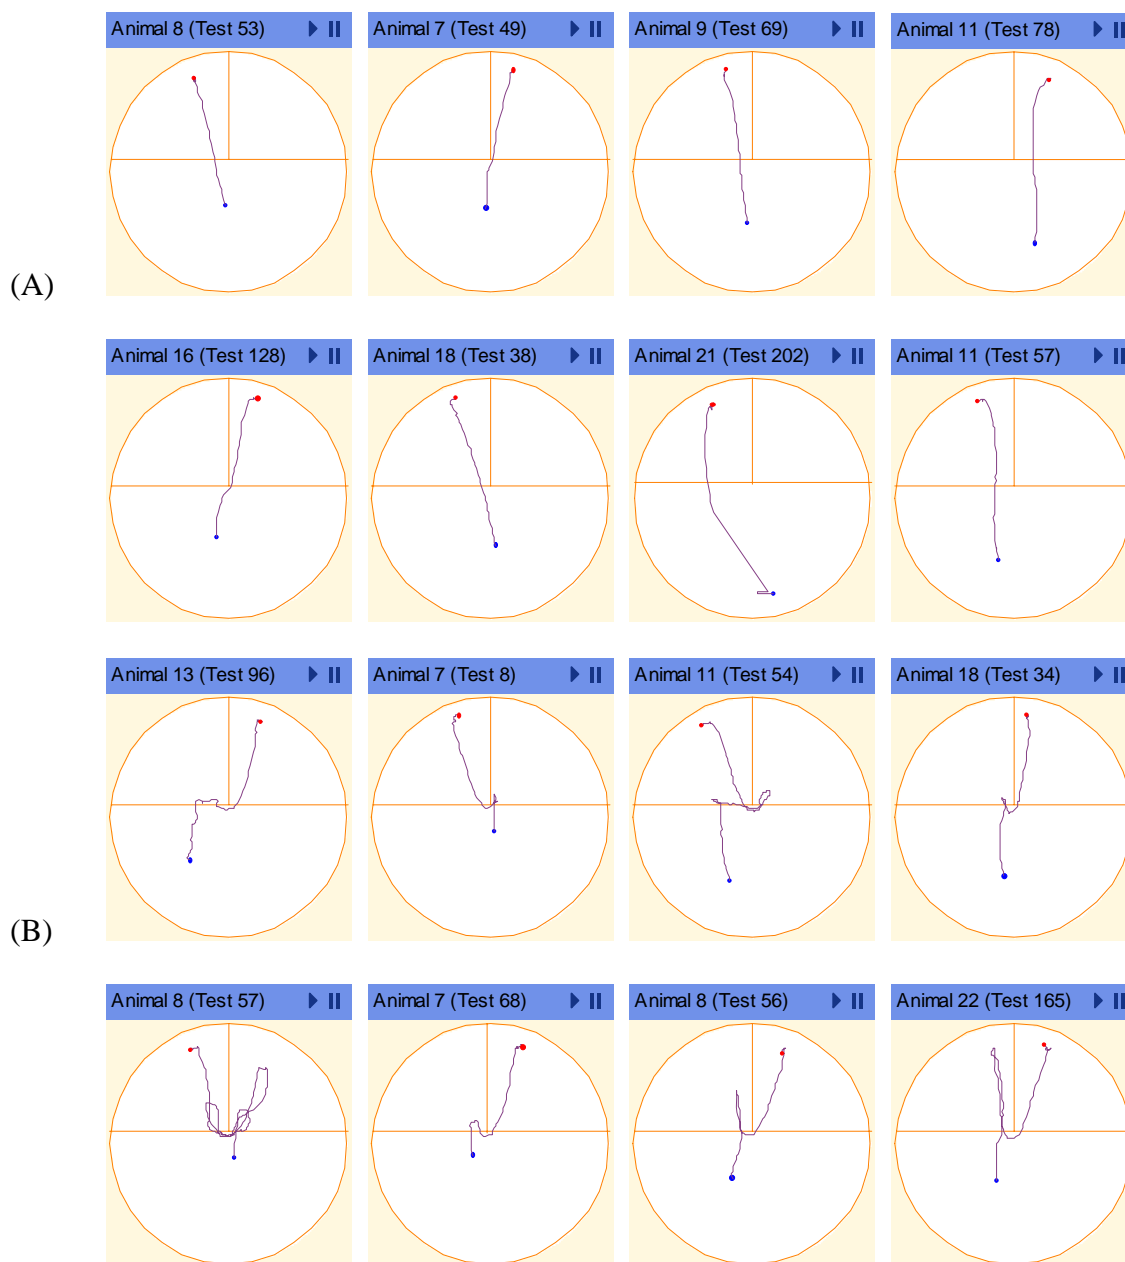 Animal 8 (Test 53)
Animal 7 (Test 49)
Animal 9 (Test 69)
Animal 11 (Test 78)
(A)
Animal 16 (Test 128)
Animal 18 (Test 38)
Animal 21 (Test 202)
Animal 11 (Test 57)
Animal 13 (Test 96)
Animal 7 (Test 8)
Animal 11 (Test 54)
Animal 18 (Test 34)
(B)
Animal 8 (Test 57)
Animal 7 (Test 68)
Animal 8 (Test 56)
Animal 22 (Test 165)